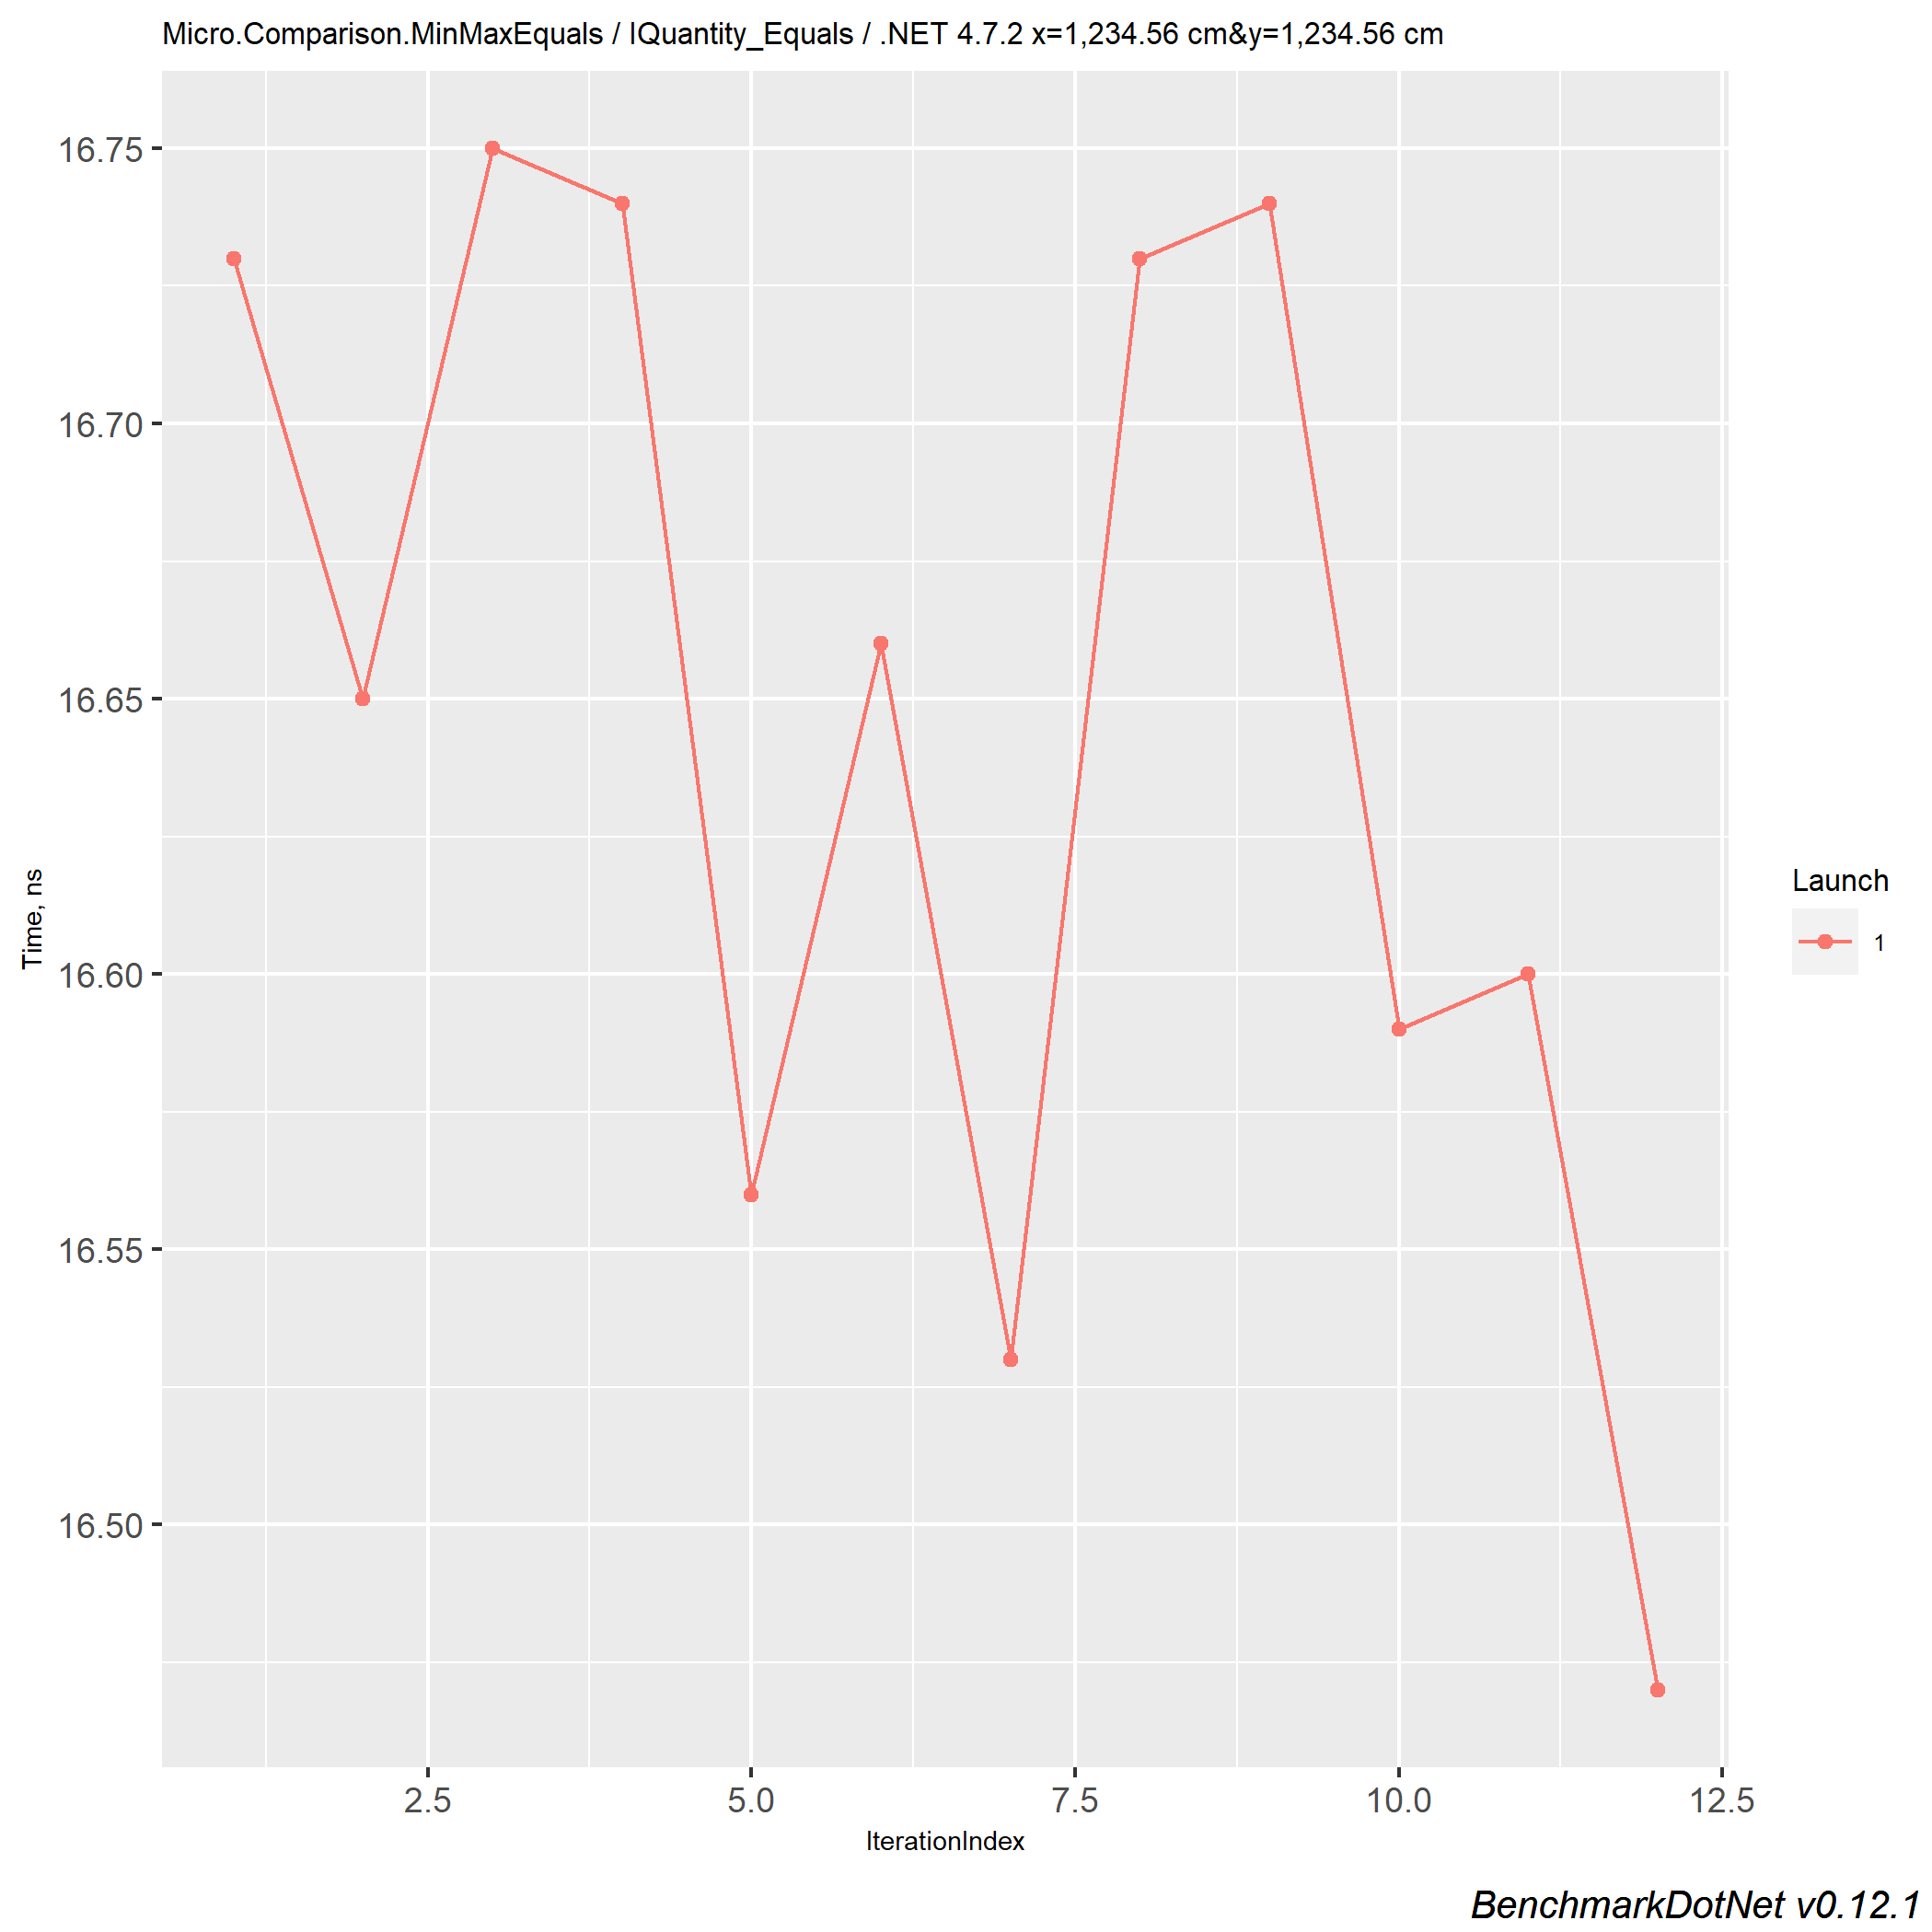 Micro.Comparison.MinMaxEquals / IQuantity_Equals / .NET 4.7.2 x=1,234.56 cm&y=1,234.56 cm
16.75
16.70
16.65
16.60
16.55
16.50
Time, ns
2.5 5.0 7.5 10.0 12.5
IterationIndex
Launch
1
BenchmarkDotNet v0.12.1